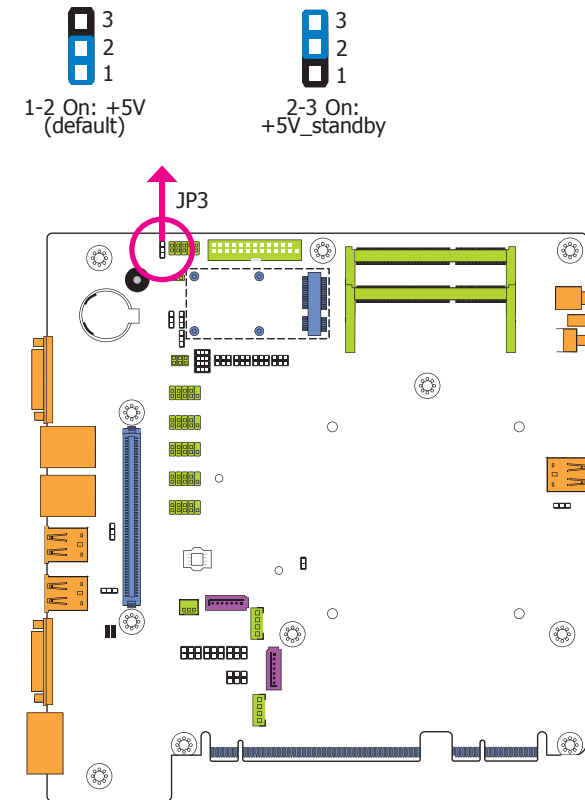 3
2
1
1-2 On: +5V
(default)
3
2
1
2-3 On:
+5V_standby
JP3